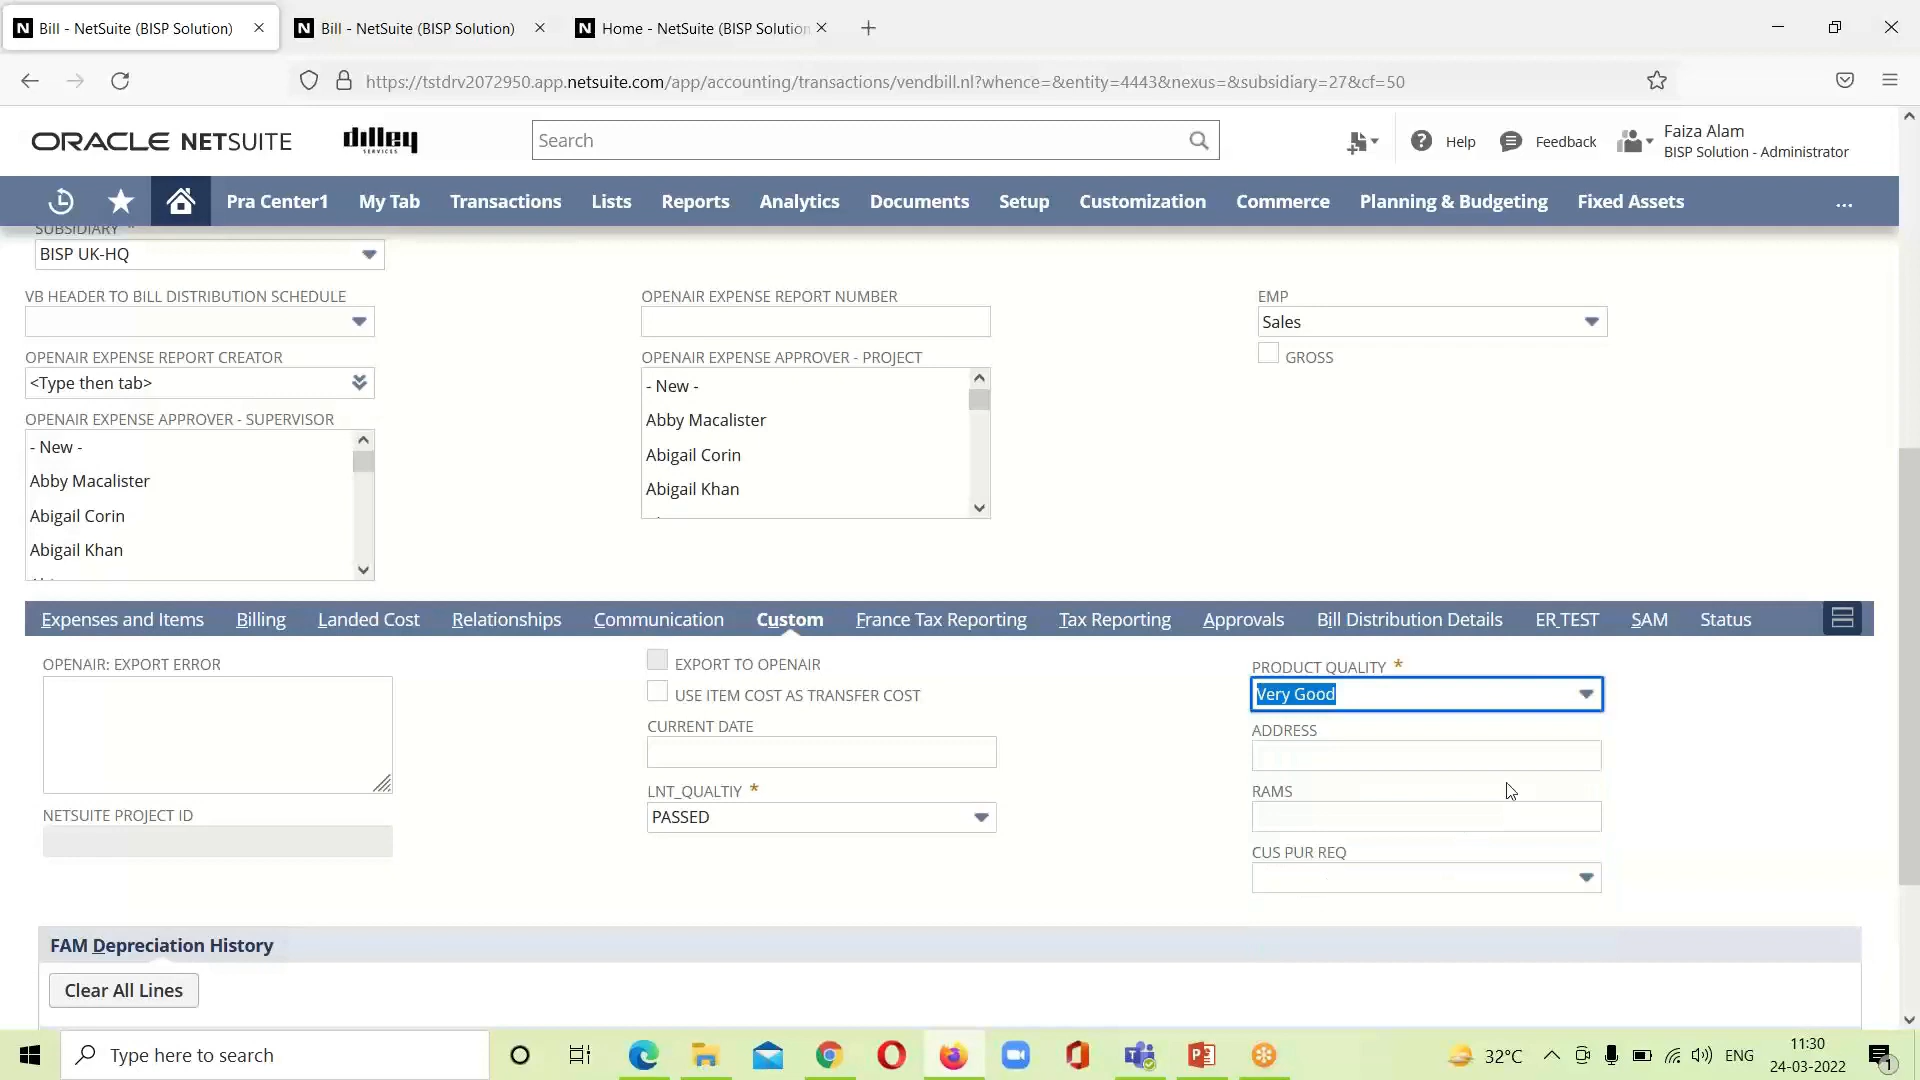 Bill - NetSuite (BISP Solution)
Bill - NetSuite (BISP Solution)
Home - NetSuite (BISP Solution
https://tstdrv2072950.app.netsuite.com/app/accounting/transactions/vendbill.nl?whence=&entity=4443&nexus=&subsidiary=27&cf=50
ORACLE NETSUITE
dilley
SERVICES
Search
Help
Feedback
Faiza Alam
BISP Solution - Administrator
Pra Center1 My Tab Transactions Lists Reports Analytics Documents Setup Customization Commerce Planning & Budgeting Fixed Assets ...
SUBSIDIARY *
BISP UK-HQ
VB HEADER TO BILL DISTRIBUTION SCHEDULE
OPENAIR EXPENSE REPORT CREATOR
<Type then tab>
OPENAIR EXPENSE APPROVER - SUPERVISOR
- New -
Abby Macalister
Abigail Corin
Abigail Khan
OPENAIR EXPENSE REPORT NUMBER
OPENAIR EXPENSE APPROVER - PROJECT
- New -
Abby Macalister
Abigail Corin
Abigail Khan
EMP
Sales
GROSS
Expenses and Items Billing Landed Cost Relationships Communication Custom France Tax Reporting Tax Reporting Approvals Bill Distribution Details ER TEST SAM Status
OPENAIR: EXPORT ERROR
NETSUITE PROJECT ID
EXPORT TO OPENAIR
USE ITEM COST AS TRANSFER COST
CURRENT DATE
LNT_QUALTIY *
PASSED
PRODUCT QUALITY *
Very Good
ADDRESS
RAMS
CUS PUR REQ
FAM Depreciation History
Clear All Lines
Type here to search
32°C
ENG
11:30
24-03-2022
1